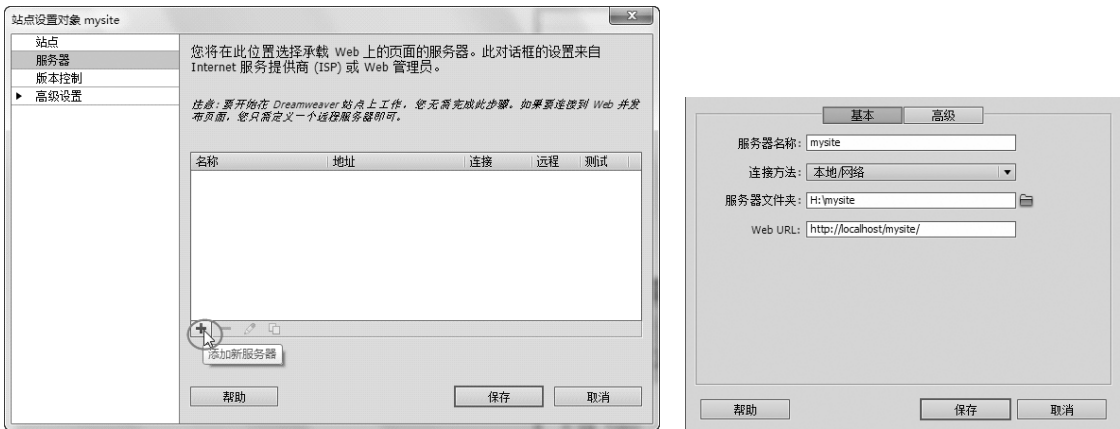 站点设置对象 mysite
站点
服务器
版本控制
高级设置
您将在此位置选择承载 Web 上的页面的服务器。此对话框的设置来自
Internet 服务提供商 (ISP) 或 Web 管理员。
注意:要开始在 Dreamweaver 站点上工作，您无需完成此步骤。如果要连接到 Web 并发
布页面，您只需定义一个远程服务器即可。
名称 地址 连接 远程 测试
添加新服务器
帮助 保存 取消
基本 高级
服务器名称: mysite
连接方法: 本地/网络
服务器文件夹: H:\mysite
Web URL: http://localhost/mysite/
帮助 保存 取消